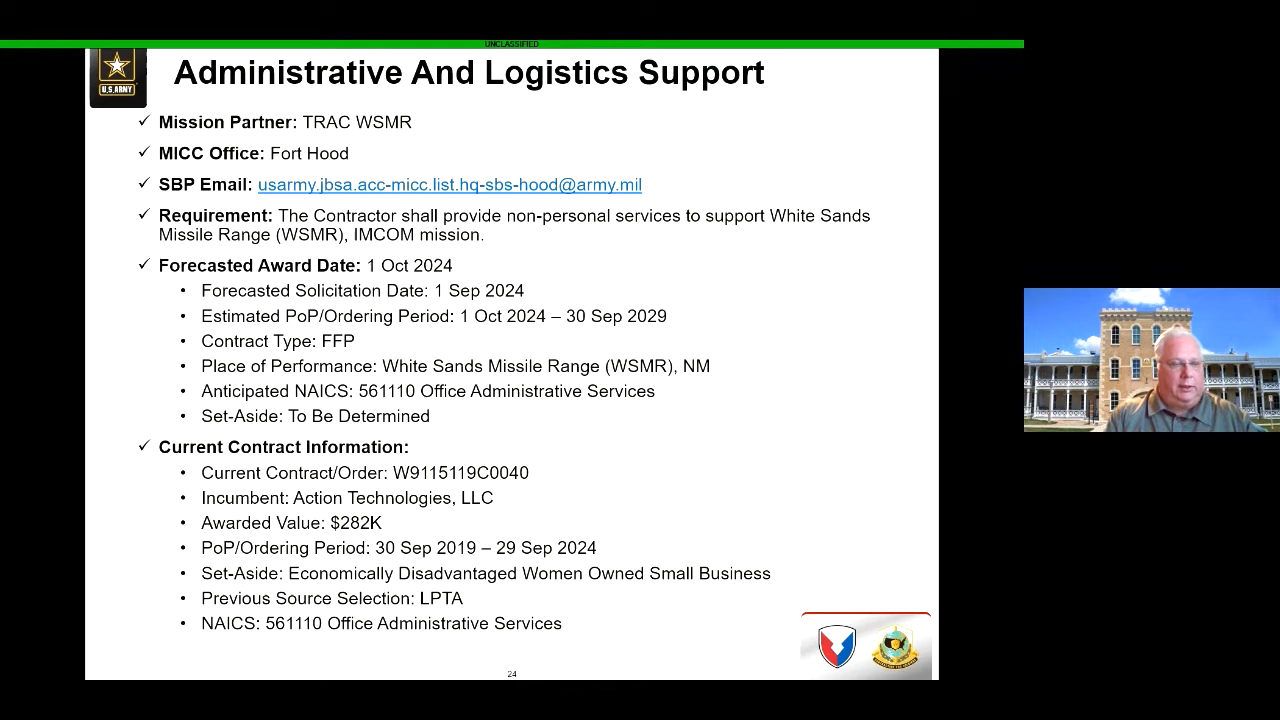 UNCLASSIFIED
U.S.ARMY
Administrative And Logistics Support
Mission Partner: TRAC WSMR
MICC Office: Fort Hood
SBP Email: usarmy.jbsa.acc-micc.list.hq-sbs-hood@army.mil
Requirement: The Contractor shall provide non-personal services to support White Sands
Missile Range (WSMR), IMCOM mission.
Forecasted Award Date: 1 Oct 2024
Forecasted Solicitation Date: 1 Sep 2024
Estimated PoP/Ordering Period: 1 Oct 2024 – 30 Sep 2029
Contract Type: FFP
Place of Performance: White Sands Missile Range (WSMR), NM
Anticipated NAICS: 561110 Office Administrative Services
Set-Aside: To Be Determined
Current Contract Information:
Current Contract/Order: W9115119C0040
Incumbent: Action Technologies, LLC
Awarded Value: $282K
PoP/Ordering Period: 30 Sep 2019 – 29 Sep 2024
Set-Aside: Economically Disadvantaged Women Owned Small Business
Previous Source Selection: LPTA
NAICS: 561110 Office Administrative Services
24